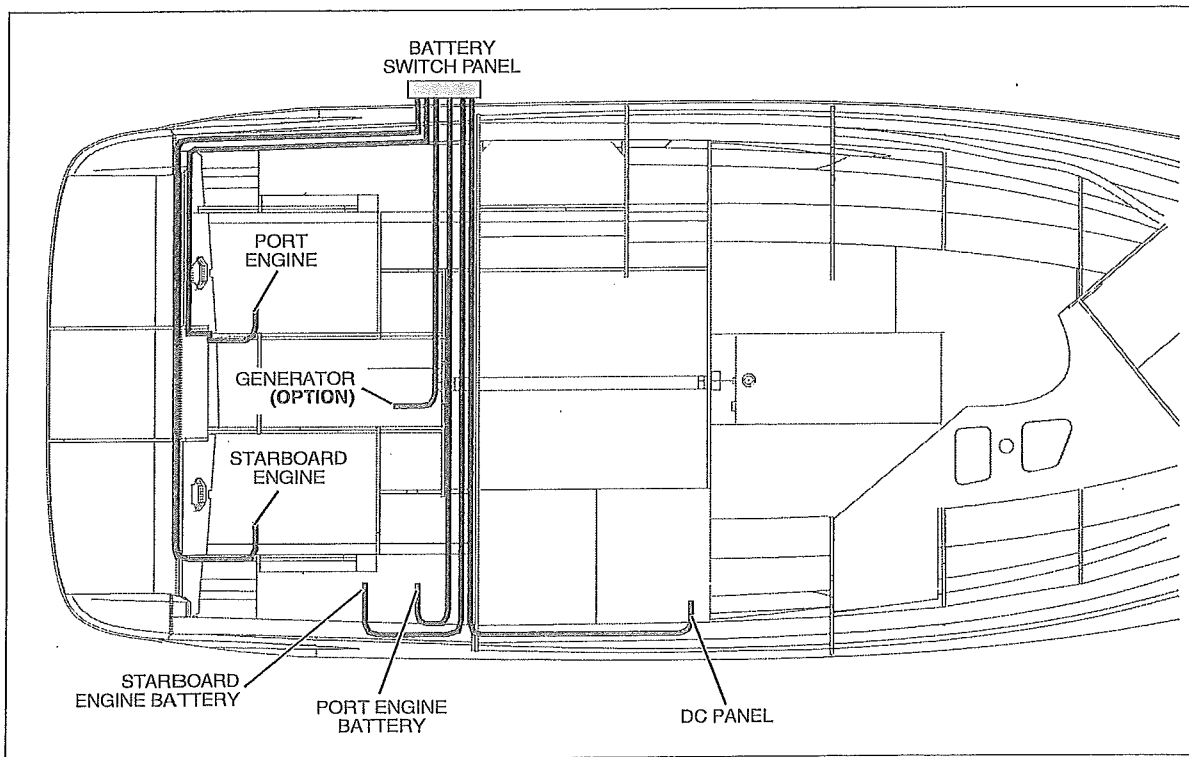 BATTERY
SWITCH PANEL
PORT
ENGINE
GENERATOR
(OPTION)
STARBOARD
ENGINE
STARBOARD
ENGINE BATTERY
PORT ENGINE
BATTERY
DC PANEL